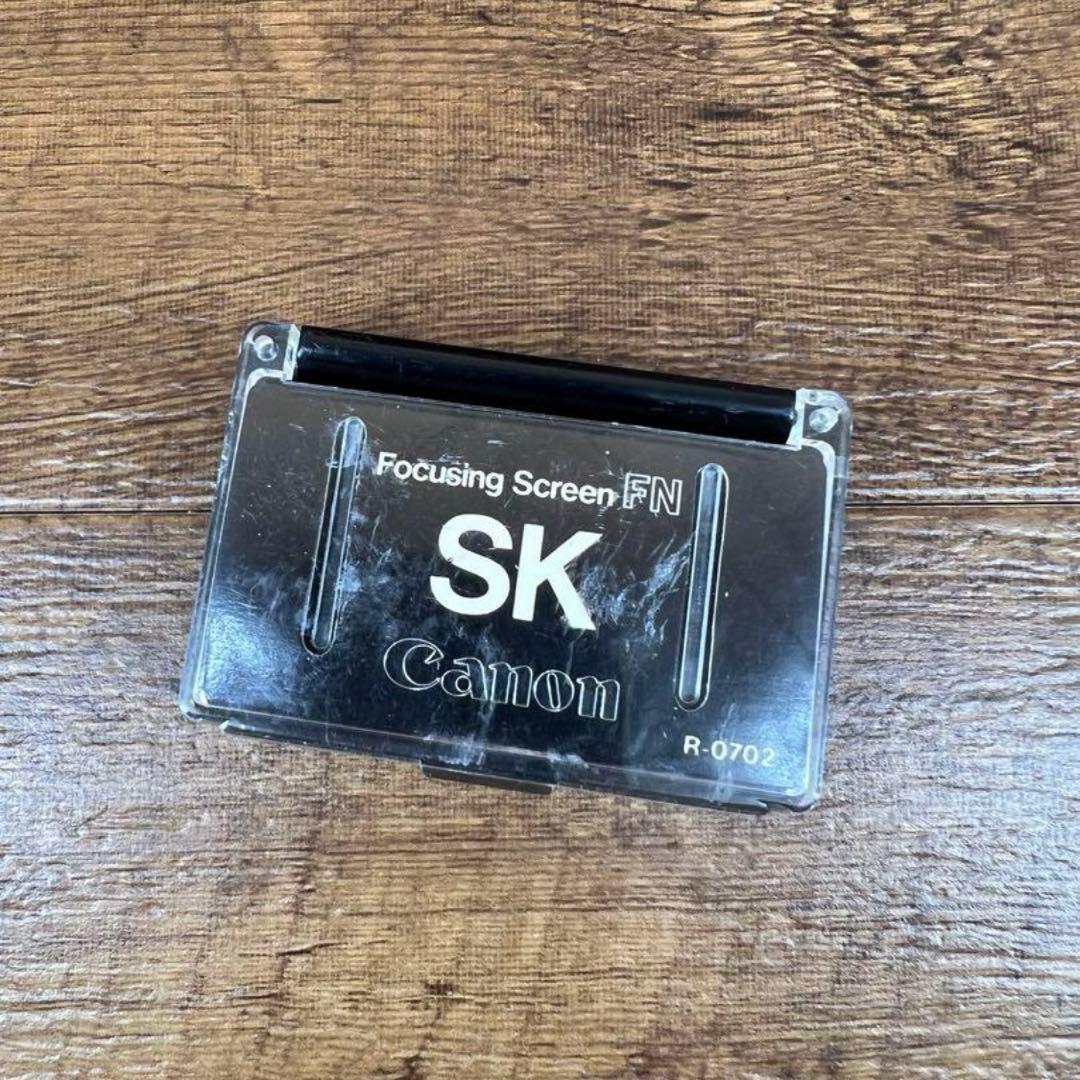 Focusing Screen FN
SK
Canon
R-0702